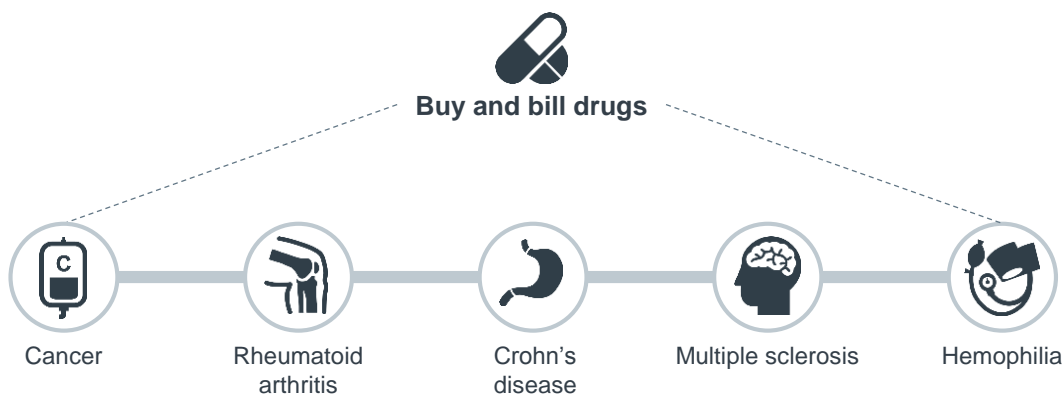 Buy and bill drugs
C
Cancer
Rheumatoid
arthritis
Crohn's
disease
Multiple sclerosis
Hemophilia